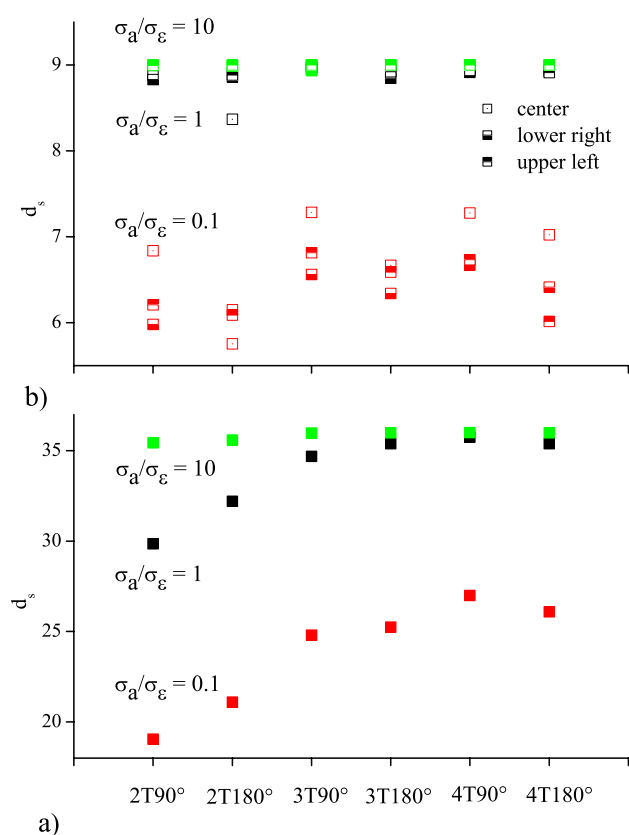 σa/σε = 10
9
σa/σε = 1
center
lower right
upper left
8
ds
σa/σε = 0.1
7
6
b)
35
σa/σε = 10
30
σa/σε = 1
ds
25
σa/σε = 0.1
20
2T90° 2T180° 3T90° 3T180° 4T90° 4T180°
a)